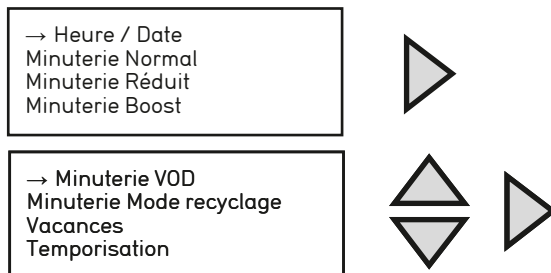 → Heure / Date
Minuterie Normal
Minuterie Réduit
Minuterie Boost
→ Minuterie VOD
Minuterie Mode recyclage
Vacances
Temporisation